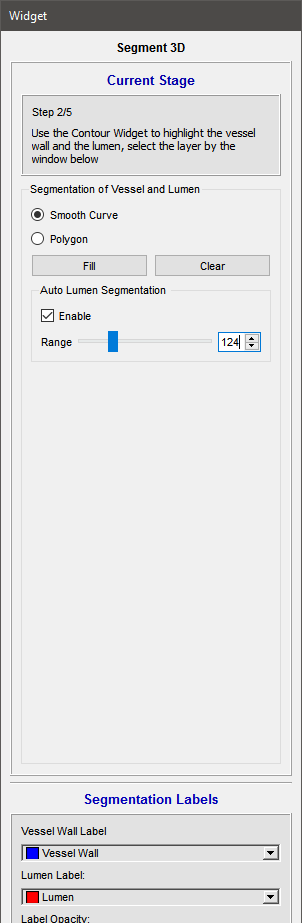 Widget
Segment 3D
Current Stage
Step 2/5
Use the Contour Widget to highlight the vessel
wall and the lumen, select the layer by the
window below
Segmentation of Vessel and Lumen
Smooth Curve
Polygon
Fill
Clear
Auto Lumen Segmentation
Enable
Range
124
Segmentation Labels
Vessel Wall Label
Vessel Wall
Lumen Label:
Lumen
Label Opacity: